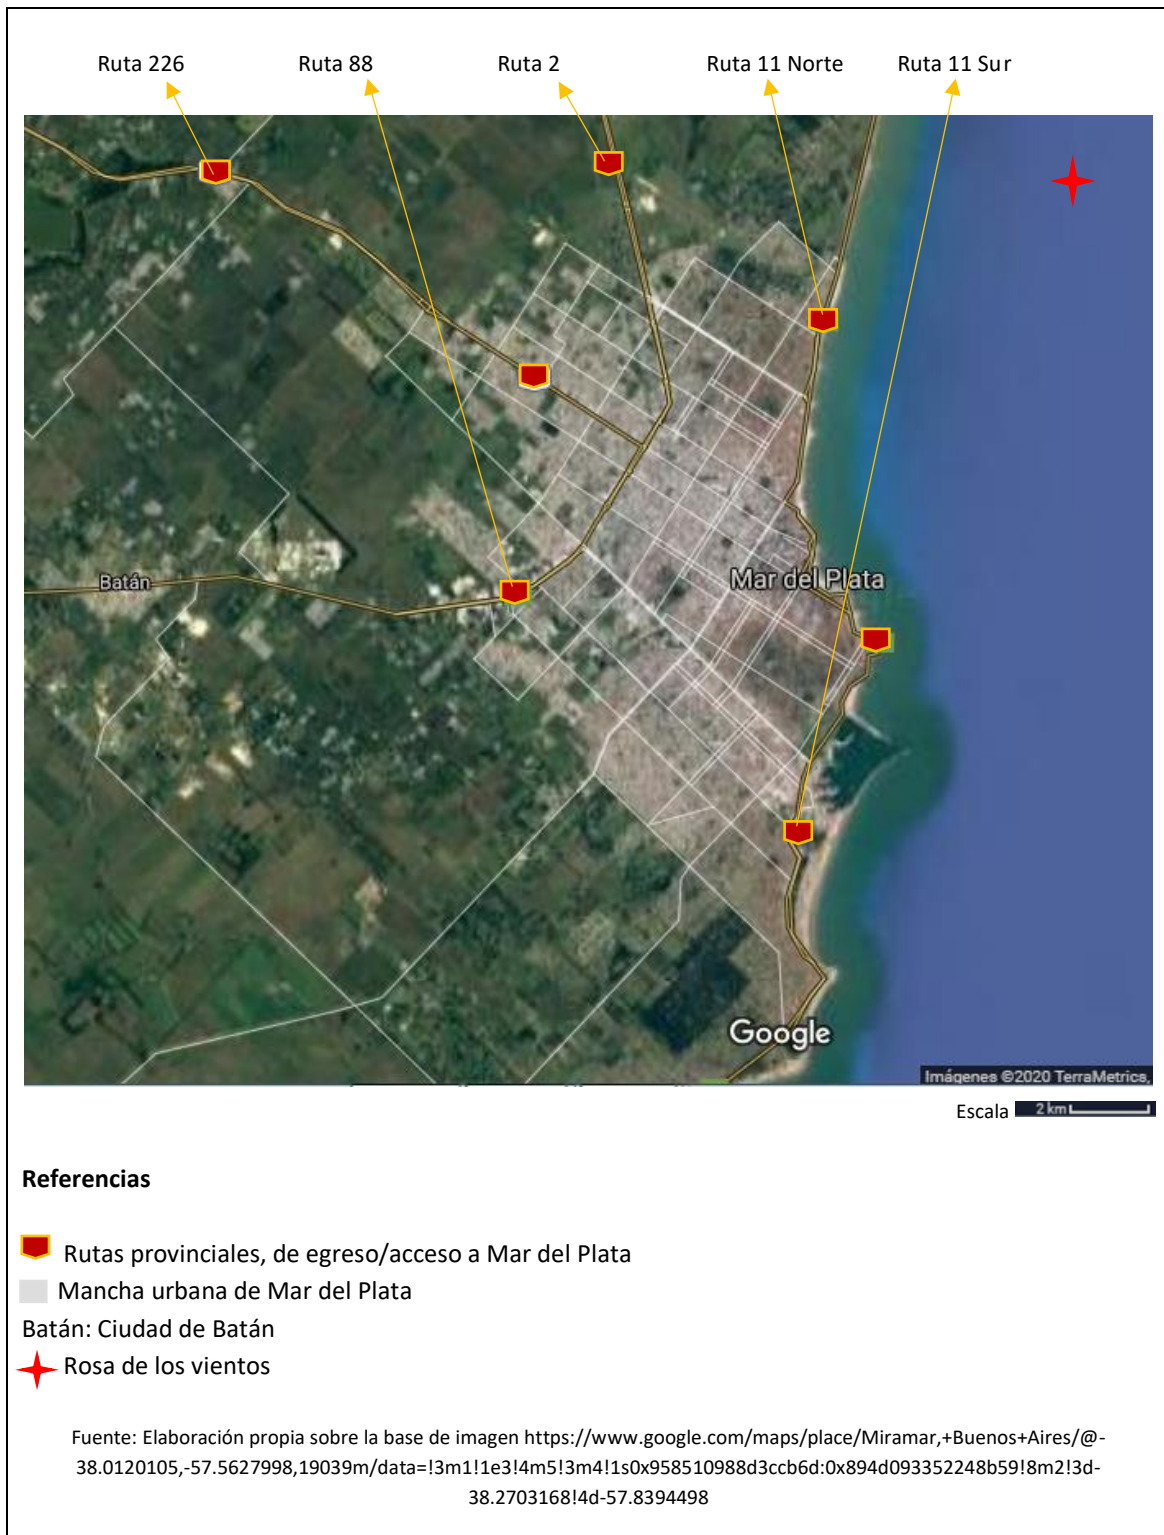 Ruta 226
Ruta 88
Ruta 2
Ruta 11 Norte
Ruta 11 Sur
Batán
Mar del Plata
Google
Imágenes ©2020 TerraMetrics,
Escala 2 km
Referencias
Rutas provinciales, de egreso/acceso a Mar del Plata
Mancha urbana de Mar del Plata
Batán: Ciudad de Batán
Rosa de los vientos
Fuente: Elaboración propia sobre la base de imagen https://www.google.com/maps/place/Miramar,+Buenos+Aires/@-
38.0120105,-57.5627998,19039m/data=!3m1!1e3!4m5!3m4!1s0x958510988d3ccb6d:0x894d093352248b59!8m2!3d-
38.2703168!4d-57.8394498